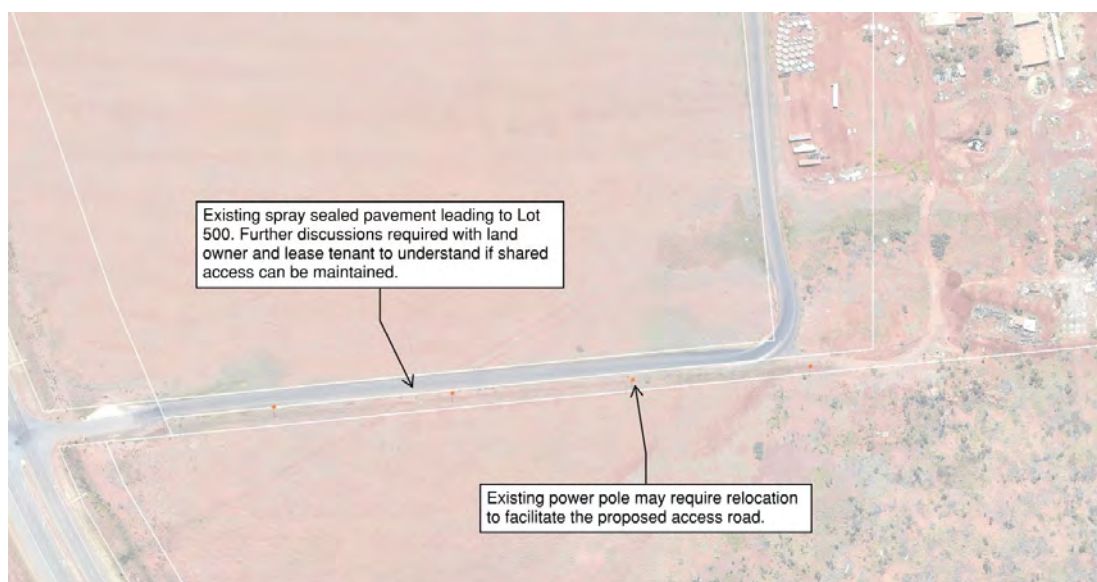 Existing spray sealed pavement leading to Lot
500. Further discussions required with land
owner and lease tenant to understand if shared
access can be maintained.
Existing power pole may require relocation
to facilitate the proposed access road.